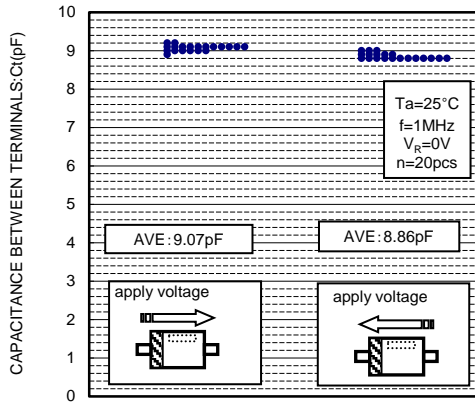 CAPACITANCE BETWEEN TERMINALS:Ct(pF)
10
9
8
7
6
5
4
3
2
1
0
Ta=25°C
f=1MHz
VR=0V
n=20pcs
AVE:9.07pF
AVE:8.86pF
apply voltage
apply voltage